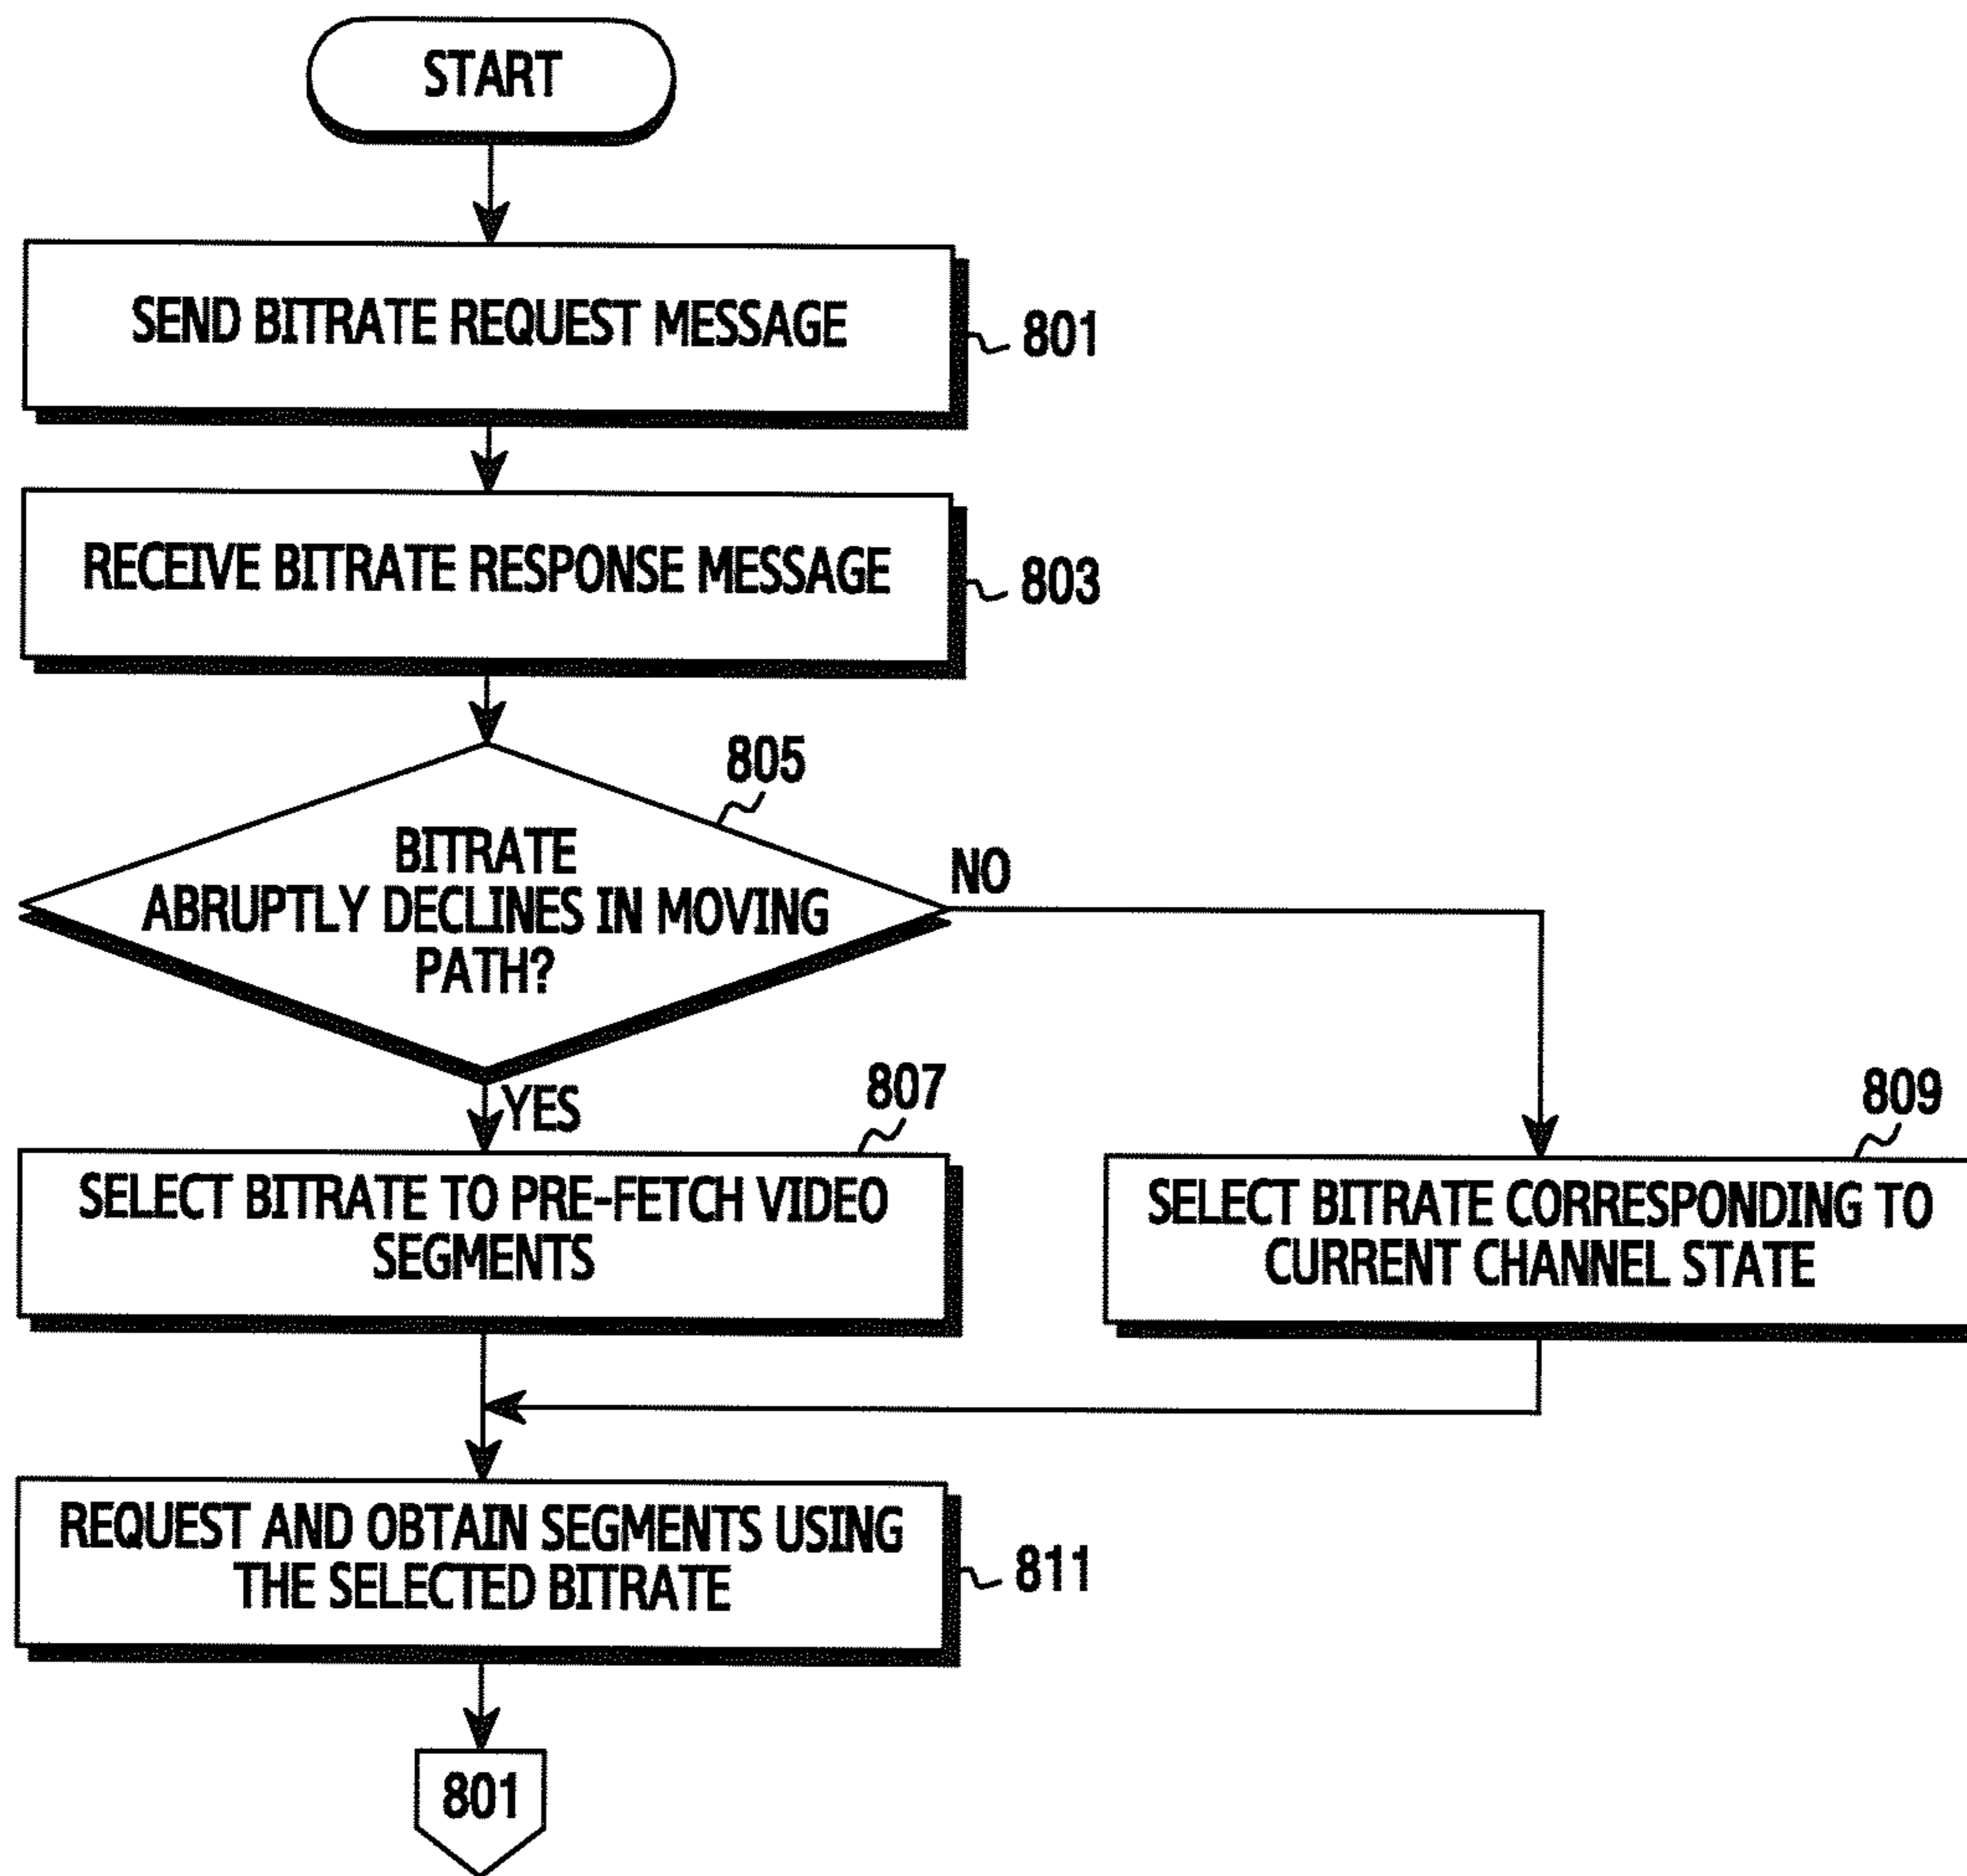 START
SEND BITRATE REQUEST MESSAGE
801
RECEIVE BITRATE RESPONSE MESSAGE
803
805
BITRATE
ABRUPTLY DECLINES IN MOVING
PATH?
NO
YES
807
SELECT BITRATE TO PRE-FETCH VIDEO
SEGMENTS
809
SELECT BITRATE CORRESPONDING TO
CURRENT CHANNEL STATE
REQUEST AND OBTAIN SEGMENTS USING
THE SELECTED BITRATE
811
801